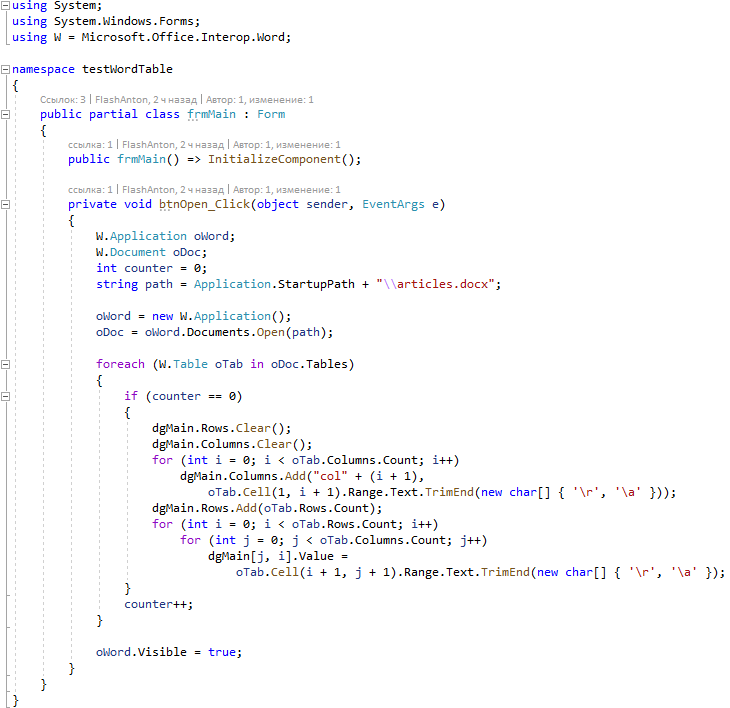 using System;
using System.Windows.Forms;
using W = Microsoft.Office.Interop.Word;

namespace testWordTable
{
    Ссылок: 3 | FlashAnton, 2 ч назад | Автор: 1, изменение: 1
    public partial class frmMain : Form
    {
        ссылка: 1 | FlashAnton, 2 ч назад | Автор: 1, изменение: 1
        public frmMain() => InitializeComponent();

        ссылка: 1 | FlashAnton, 2 ч назад | Автор: 1, изменение: 1
        private void btnOpen_Click(object sender, EventArgs e)
        {
            W.Application oWord;
            W.Document oDoc;
            int counter = 0;
            string path = Application.StartupPath + "\\articles.docx";

            oWord = new W.Application();
            oDoc = oWord.Documents.Open(path);

            foreach (W.Table oTab in oDoc.Tables)
            {
                if (counter == 0)
                {
                    dgMain.Rows.Clear();
                    dgMain.Columns.Clear();
                    for (int i = 0; i < oTab.Columns.Count; i++)
                        dgMain.Columns.Add("col" + (i + 1),
                            oTab.Cell(1, i + 1).Range.Text.TrimEnd(new char[] { '\r', '\a' }));
                    dgMain.Rows.Add(oTab.Rows.Count);
                    for (int i = 0; i < oTab.Rows.Count; i++)
                        for (int j = 0; j < oTab.Columns.Count; j++)
                            dgMain[j, i].Value =
                                oTab.Cell(i + 1, j + 1).Range.Text.TrimEnd(new char[] { '\r', '\a' });
                }
                counter++;
            }

            oWord.Visible = true;
        }
    }
}